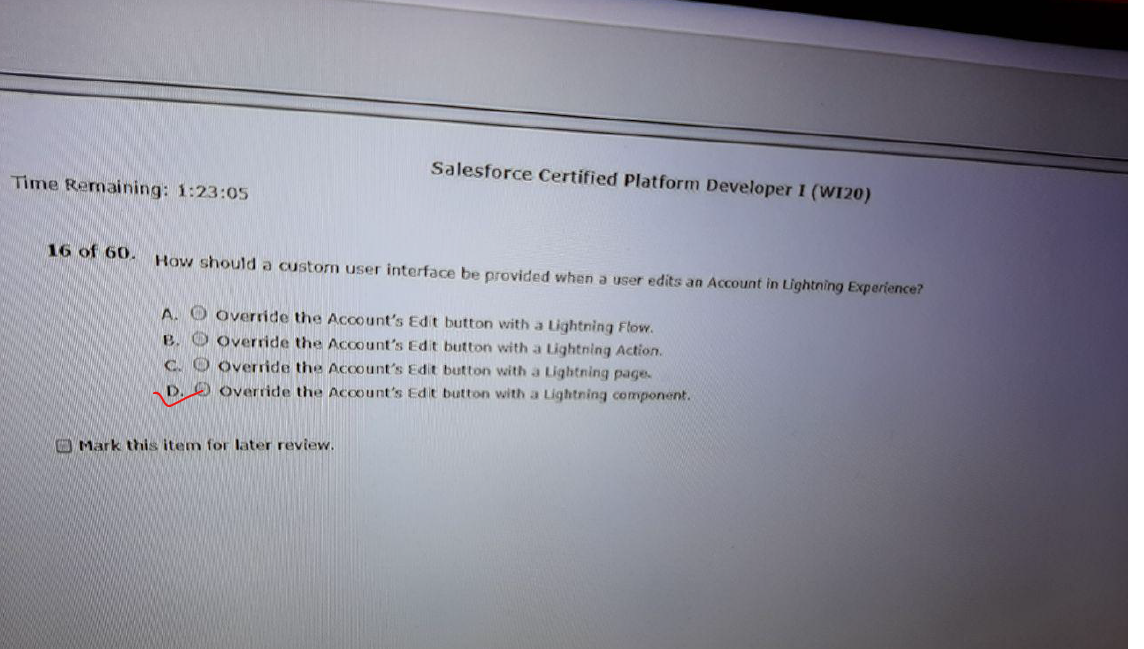 Salesforce Certified Platform Developer I (WI20)
Time Remaining: 1:23:05
16 of 60. How should a custom user interface be provided when a user edits an Account in Lightning Experience?
A. Override the Account's Edit button with a Lightning Flow.
B. Override the Account's Edit button with a Lightning Action.
C. Override the Account's Edit button with a Lightning page.
D. Override the Account's Edit button with a Lightning component.
Mark this item for later review.